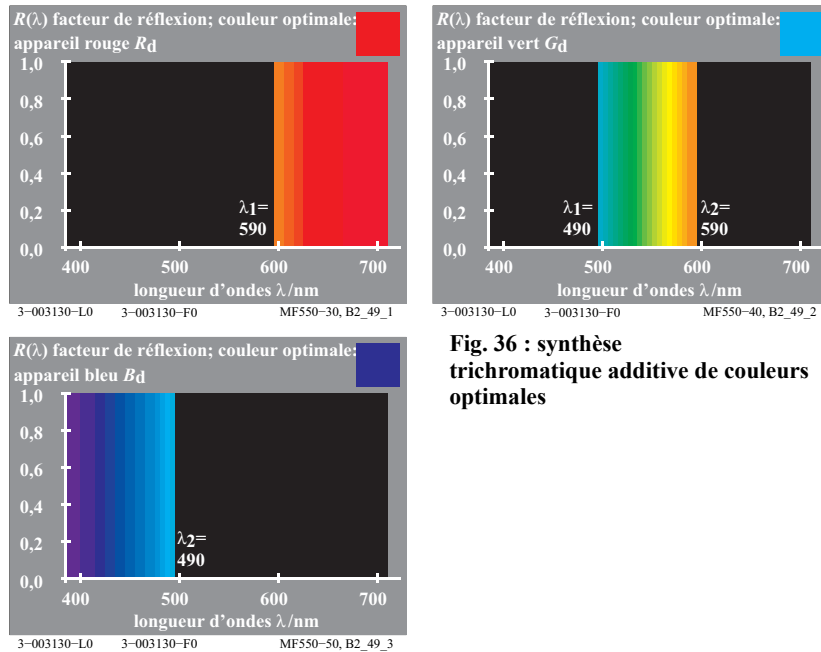 R(λ) facteur de réflexion; couleur optimale:
appareil rouge Rd
1,0
0,8
0,6
0,4
0,2
0,0
λ1=
590
400 500 600 700
longueur d'ondes λ/nm
3−003130−L0 3−003130−F0 MF550−30, B2_49_1
R(λ) facteur de réflexion; couleur optimale:
appareil vert Gd
1,0
0,8
0,6
0,4
0,2
0,0
λ1= λ2=
490 590
400 500 600 700
longueur d'ondes λ/nm
3−003130−L0 3−003130−F0 MF550−40, B2_49_2
R(λ) facteur de réflexion; couleur optimale:
appareil bleu Bd
1,0
0,8
0,6
0,4
0,2
0,0
λ2=
490
400 500 600 700
longueur d'ondes λ/nm
3−003130−L0 3−003130−F0 MF550−50, B2_49_3
Fig. 36 : synthèse
trichromatique additive de couleurs
optimales